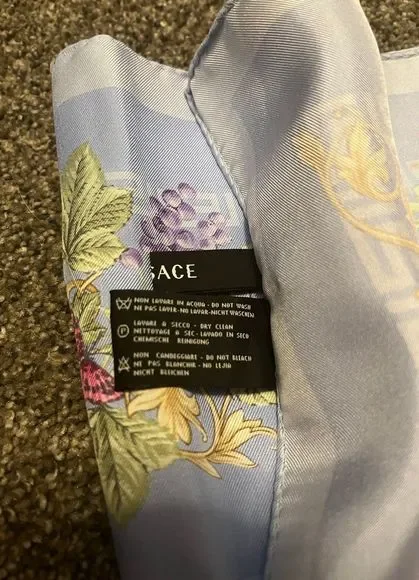 SACE
NON LAVARE IN ACQUA - DO NOT WASH
NE PAS LAVER-NO LAVAR-NICHT WASCHEN
LAVARE A SECCO - DRY CLEAN
NETTOYAGE A SEC - LAVADO IN SECO
CHEMISCHE REINIGUNG
NON CANDEGGIARE - DO NOT BLEACH
NE PAS BLANCHIR - NO LEJIA
NICHT BLEICHEN